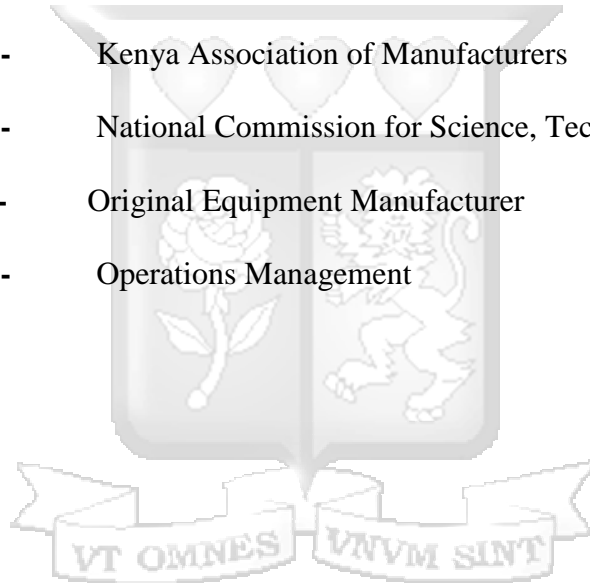 - Kenya Association of Manufacturers
- National Commission for Science, Tec
- Original Equipment Manufacturer
- Operations Management
VT OMNES VNVM SINT